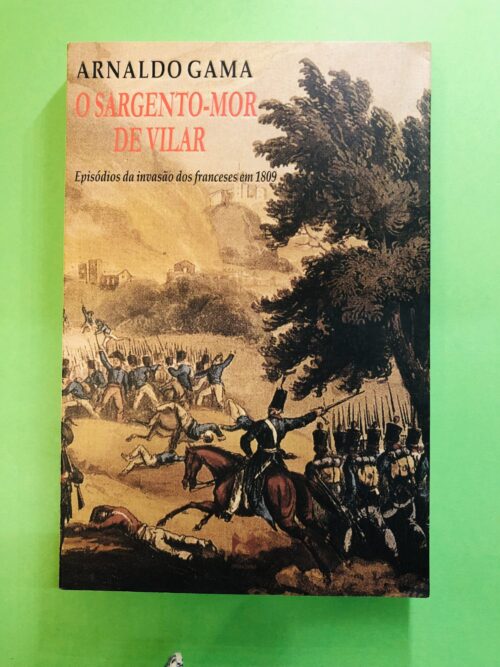 ARNALDO GAMA
O SARGENTO-MOR
DE VILAR
Episódios da invasão dos franceses em 1809